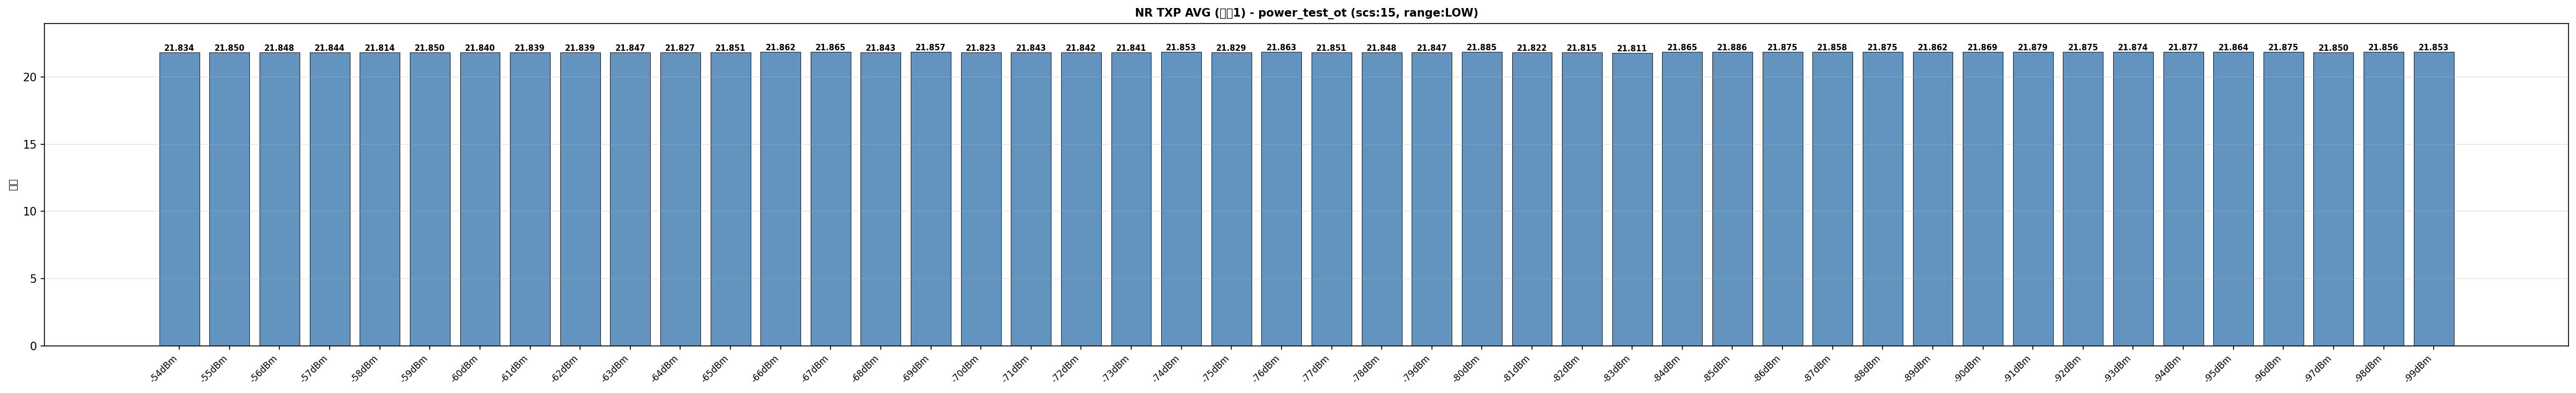 NR TXP AVG (1) - power_test_ot (scs:15, range:LOW)
21.834 21.850 21.848 21.844 21.814 21.850 21.840 21.839 21.839 21.847 21.827 21.851 21.862 21.865 21.843 21.857 21.823 21.843 21.842 21.841 21.853 21.829 21.863 21.851 21.848 21.847 21.885 21.822 21.815 21.811 21.865 21.886 21.875 21.858 21.875 21.862 21.869 21.879 21.875 21.874 21.877 21.864 21.875 21.850 21.856 21.853
20
15
10
5
0
-54dBm -55dBm -56dBm -57dBm -58dBm -59dBm -60dBm -61dBm -62dBm -63dBm -64dBm -65dBm -66dBm -67dBm -68dBm -69dBm -70dBm -71dBm -72dBm -73dBm -74dBm -75dBm -76dBm -77dBm -78dBm -79dBm -80dBm -81dBm -82dBm -83dBm -84dBm -85dBm -86dBm -87dBm -88dBm -89dBm -90dBm -91dBm -92dBm -93dBm -94dBm -95dBm -96dBm -97dBm -98dBm -99dBm